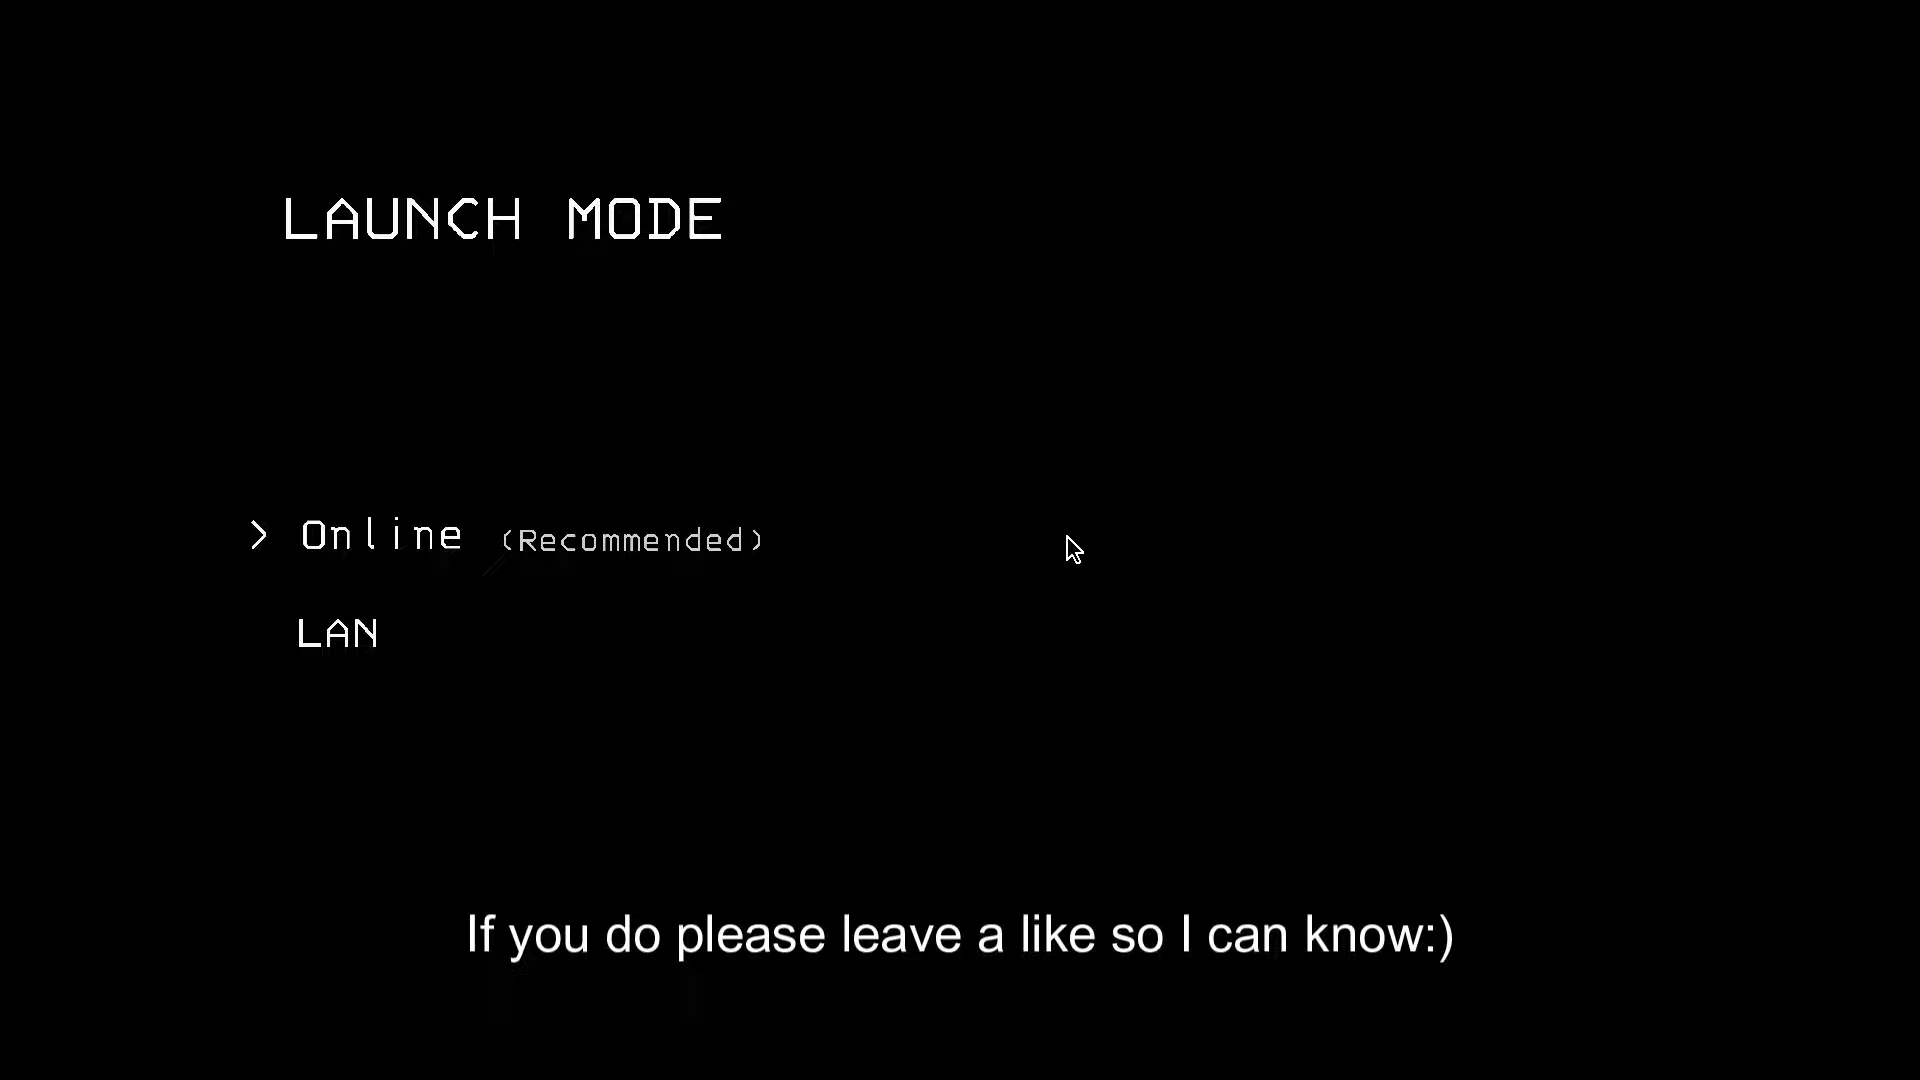 LAUNCH MODE
> Online (Recommended)
LAN
If you do please leave a like so I can know:)